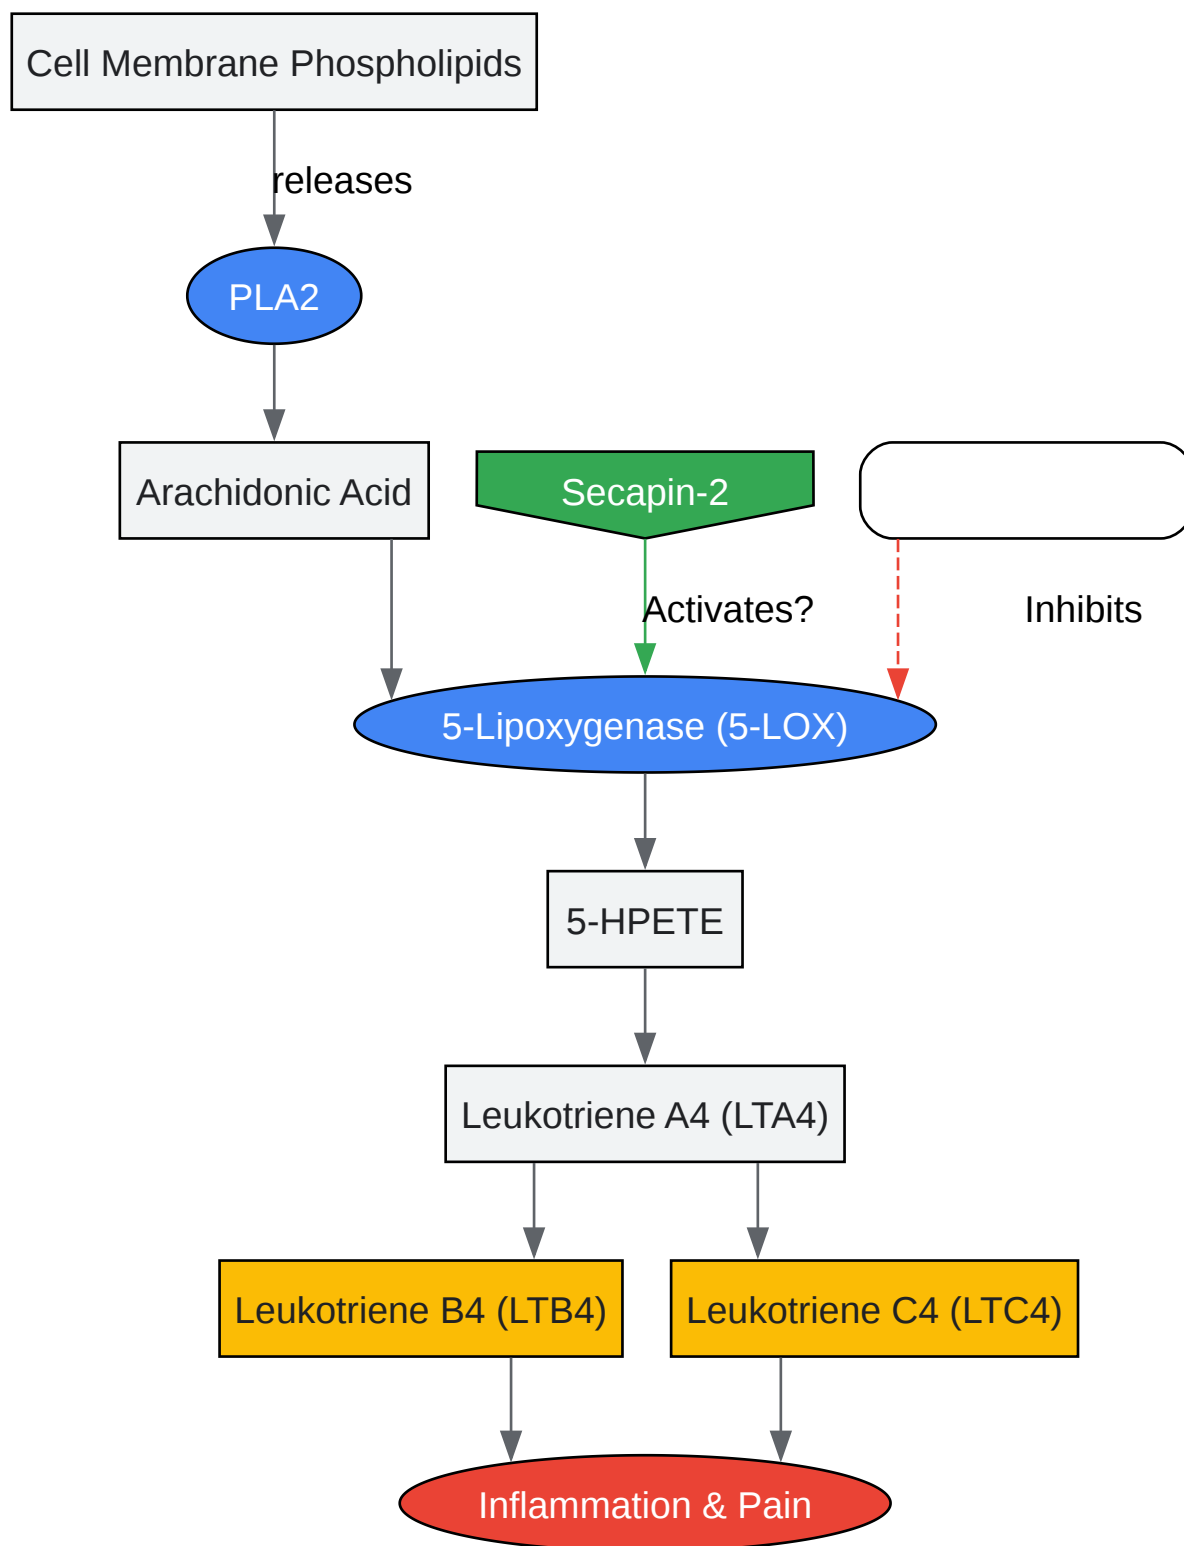 Cell Membrane Phospholipids
releases
PLA2
Arachidonic Acid
Secapin-2
Activates?
Inhibits
5-Lipoxygenase (5-LOX)
5-HPETE
Leukotriene A4 (LTA4)
Leukotriene B4 (LTB4)
Leukotriene C4 (LTC4)
Inflammation & Pain